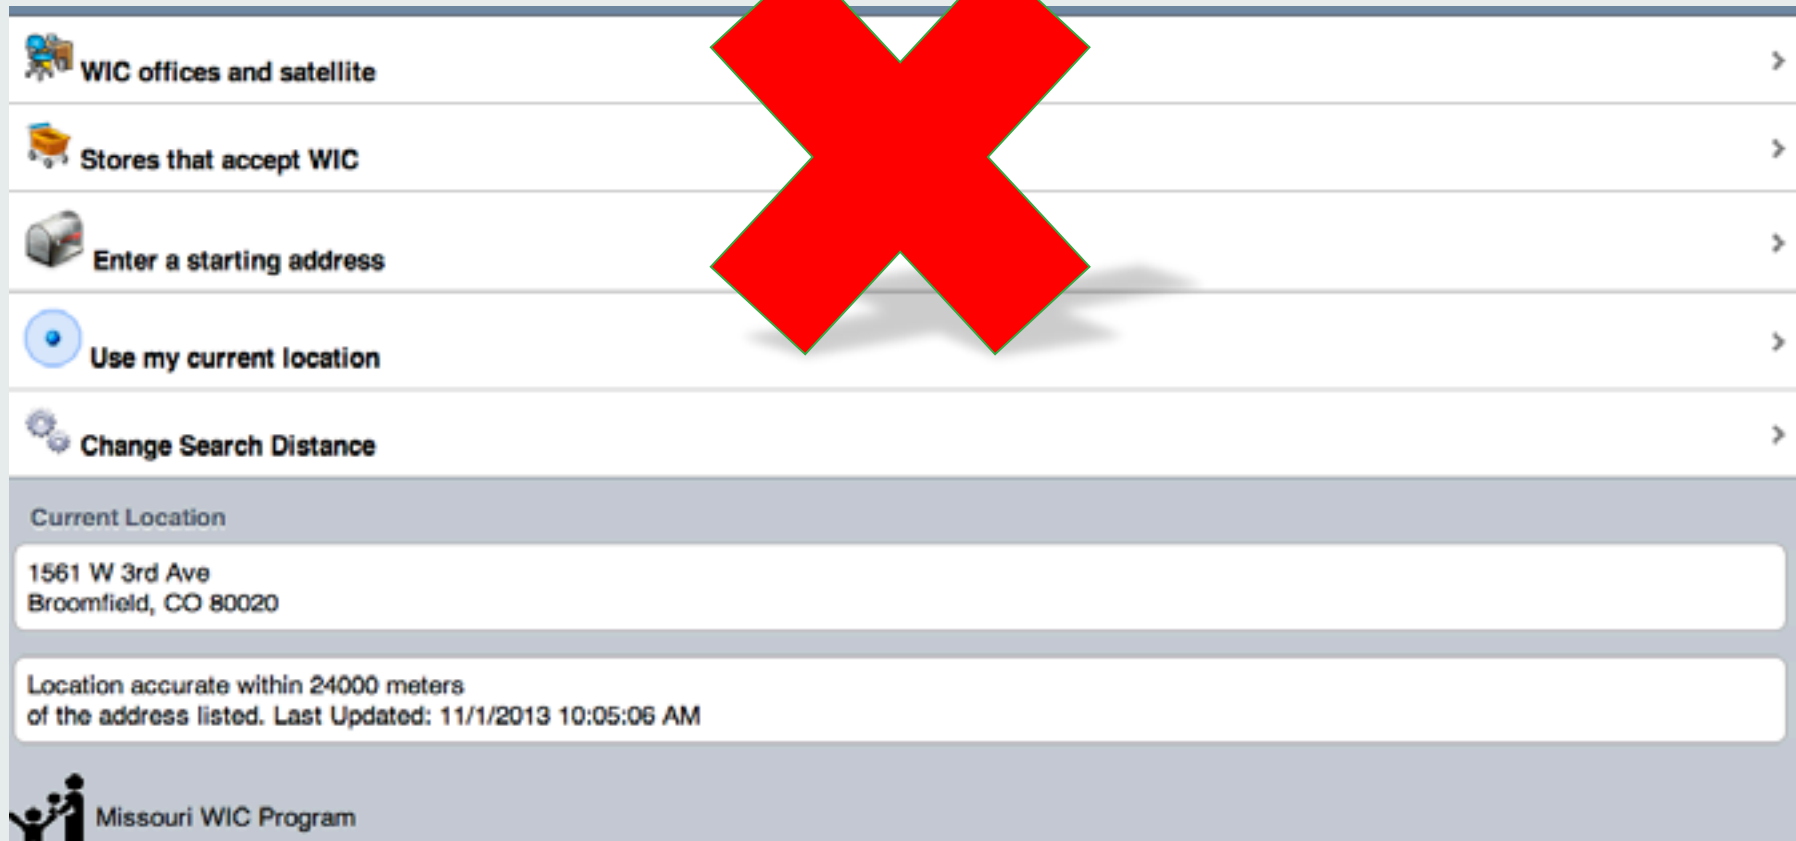 WIC offices and satellite
Stores that accept WIC
Enter a starting address
Use my current location
Change Search Distance
Current Location
1561 W 3rd Ave
Broomfield, CO 80020
Location accurate within 24000 meters
of the address listed. Last Updated: 11/1/2013 10:05:06 AM
Missouri WIC Program